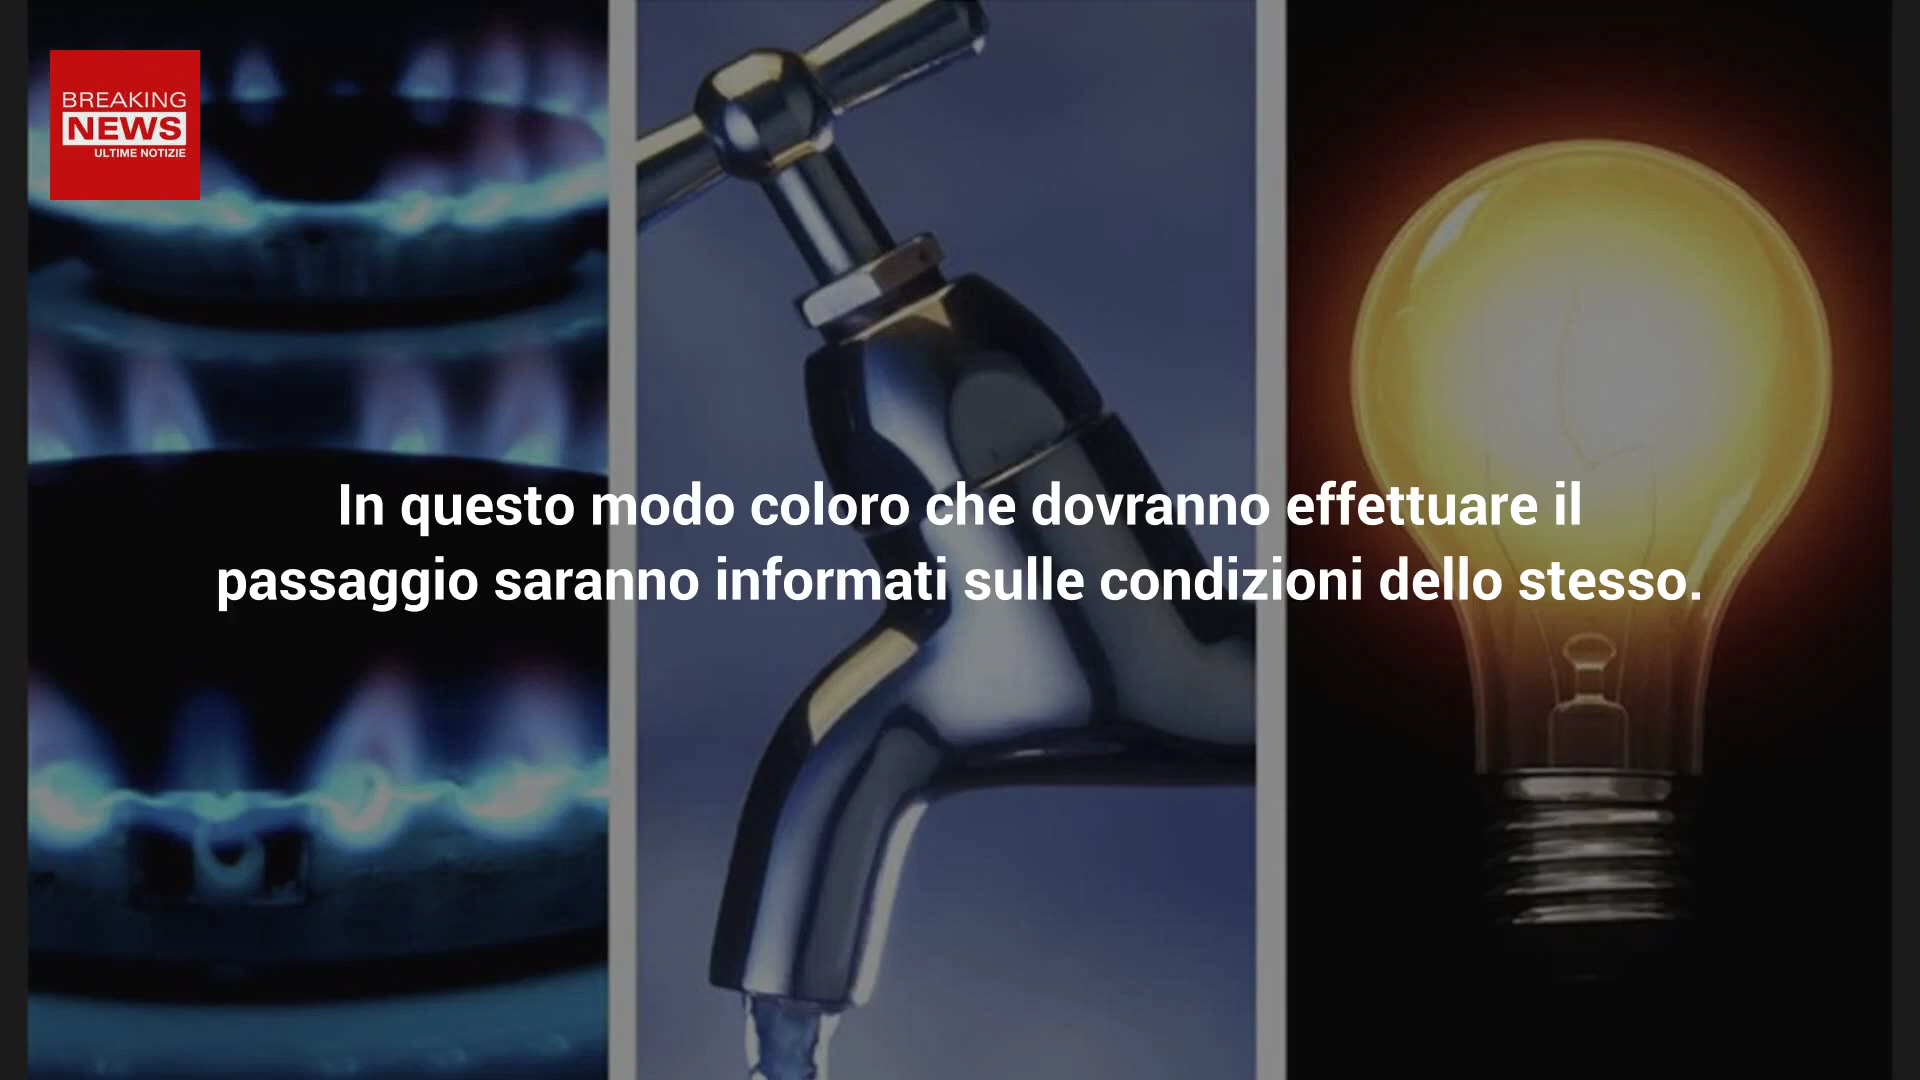 BREAKING
NEWS
ULTIME NOTIZIE
In questo modo coloro che dovranno effettuare il
passaggio saranno informati sulle condizioni dello stesso.